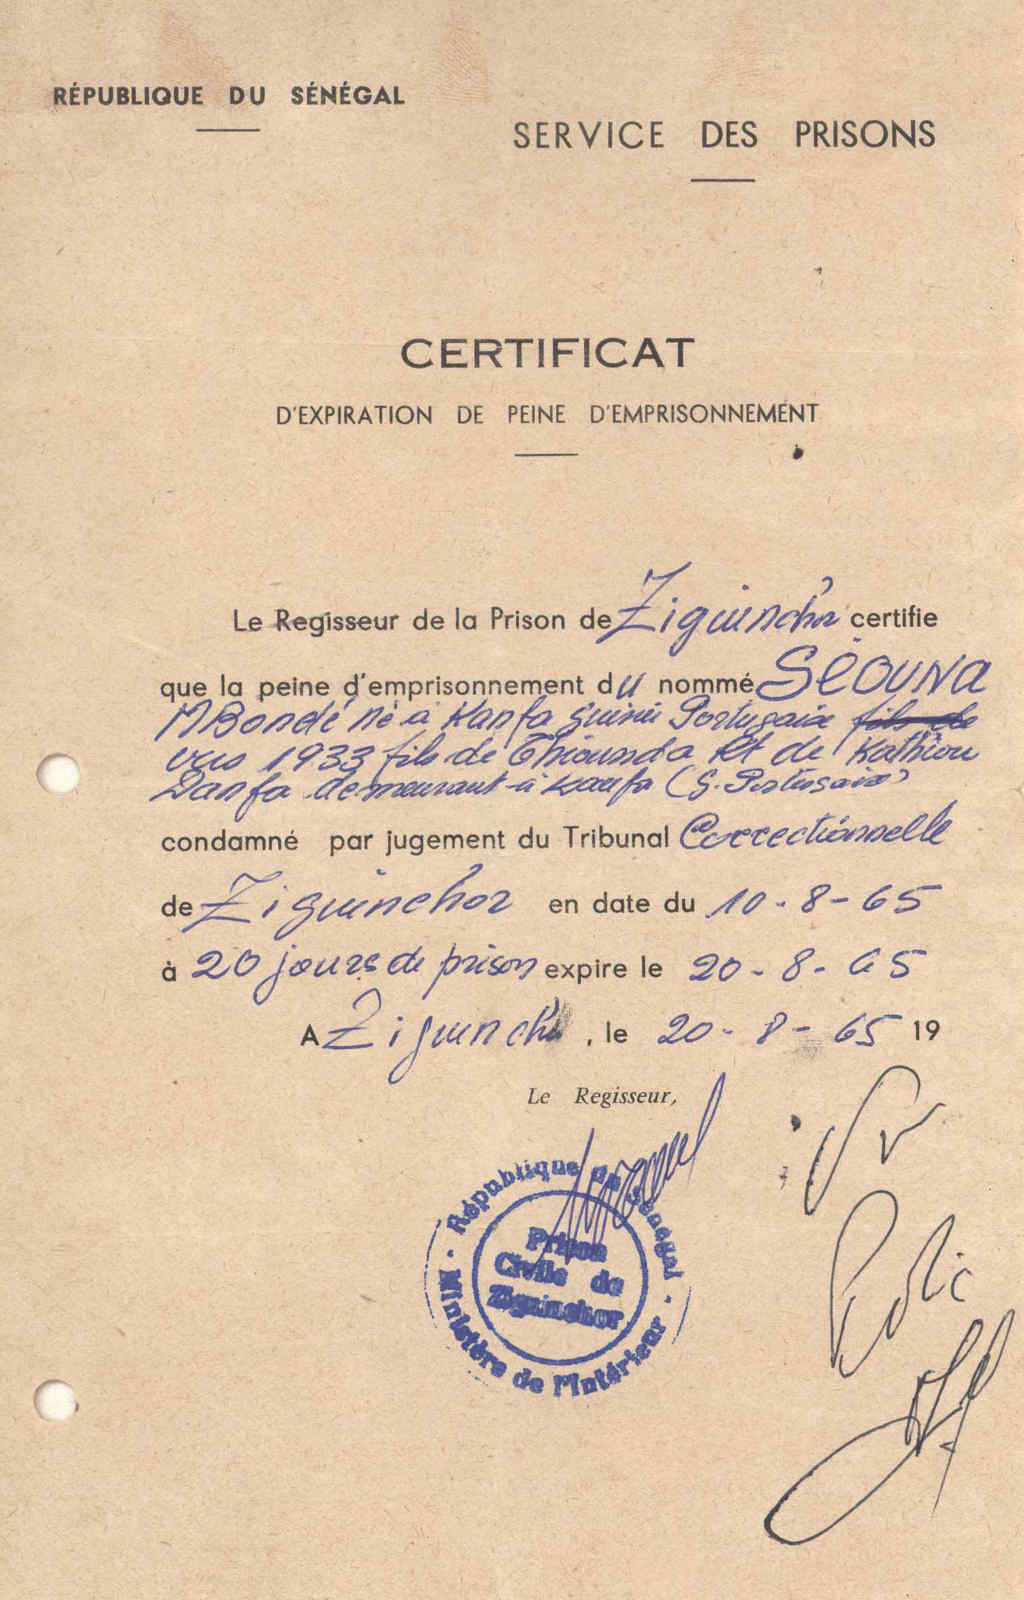 RÉPUBLIQUE DU SÉNÉGAL
SERVICE DES PRISONS
CERTIFICAT
D'EXPIRATION DE PEINE D'EMPRISONNEMENT
Le Regisseur de la Prison de Ziguinchor certifie
que la peine d'emprisonnement du nommé SÉOUNA
MBondé né à Kanfa Guinée Portugaise fils de
vers 1933 fils de Thiounda et de Kathiou
Danfa demeurant à Kanfa (G. Portugaise)
condamné par jugement du Tribunal Correctionnelle
de Ziguinchor en date du 10-8-65
à 20 jours de prison expire le 20-8-65
A Ziguinchor, le 20-8-65 19
Le Regisseur,
République du Sénégal
Prison
Civile de
Ziguinchor
Ministère de l'Intérieur